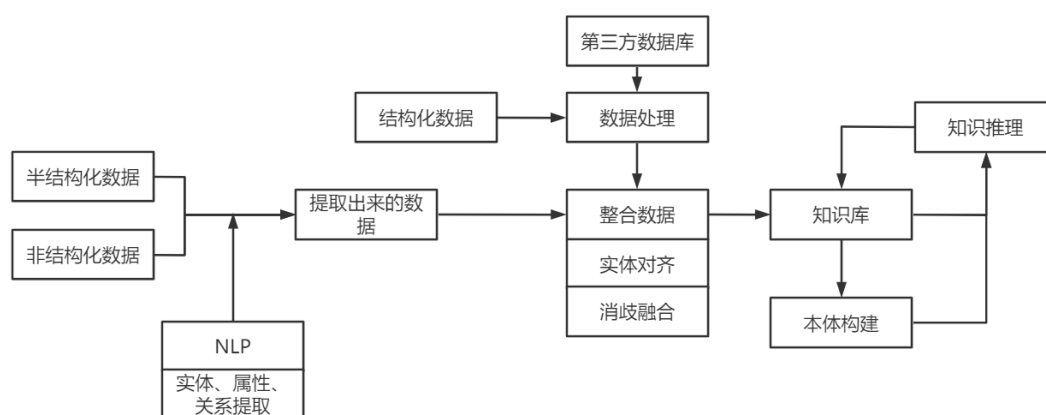 第三方数据库
结构化数据
数据处理
知识推理
半结构化数据
提取出来的数
据
整合数据
知识库
非结构化数据
实体对齐
消歧融合
本体构建
NLP
实体、属性、
关系提取